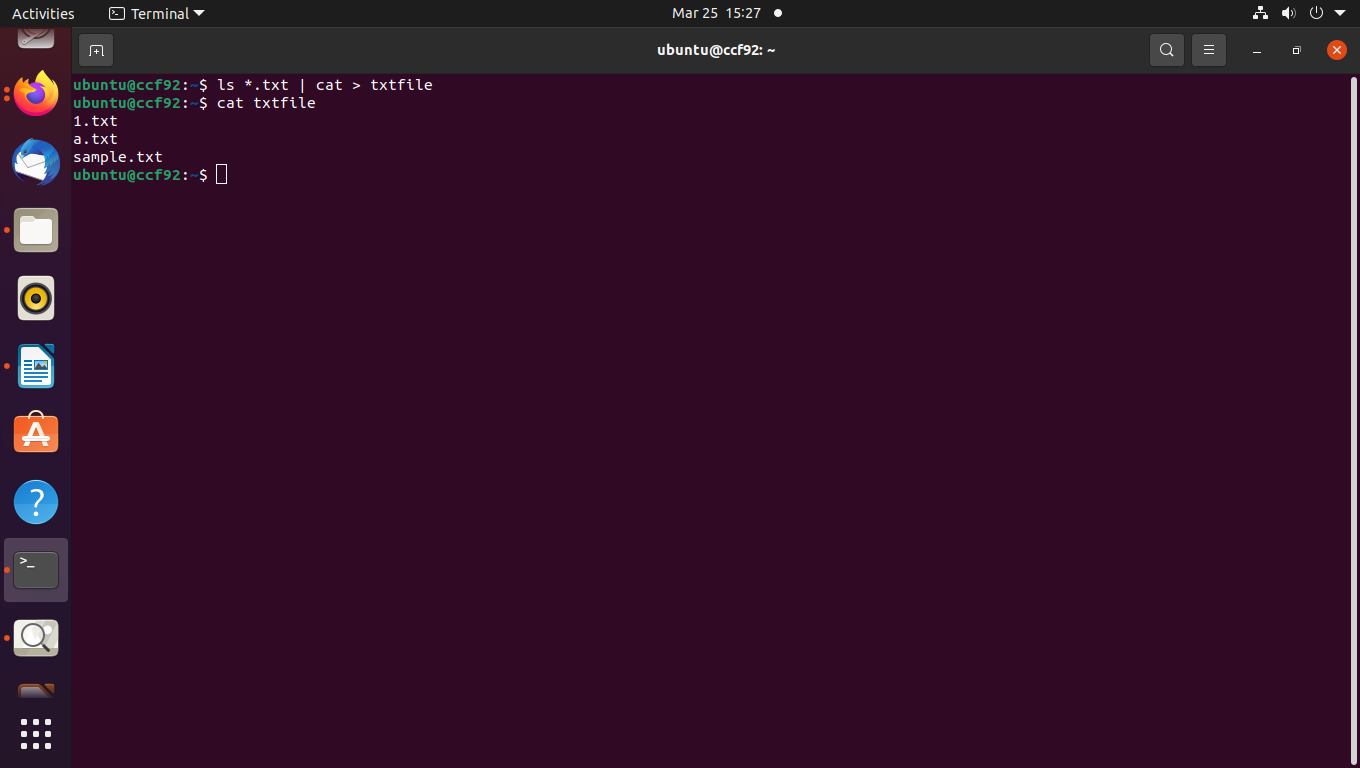 Activities Terminal Mar 25 15:27
ubuntu@ccf92: ~
ubuntu@ccf92:~$ ls *.txt | cat > txtfile
ubuntu@ccf92:~$ cat txtfile
1.txt
a.txt
sample.txt
ubuntu@ccf92:~$